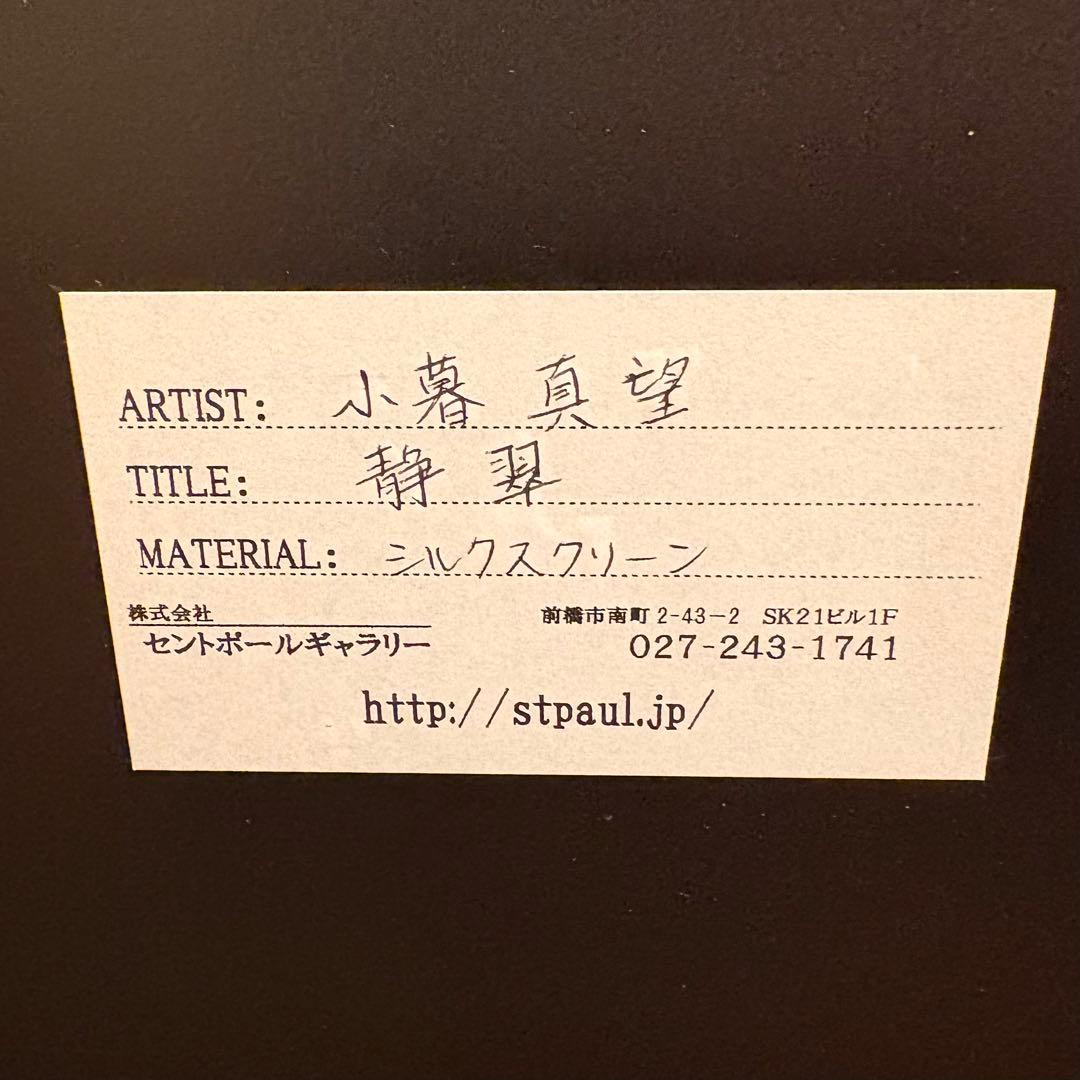 ARTIST: 小暮 真望
TITLE: 静 翠
MATERIAL: シルクスクリーン
株式会社
セントポールギャラリー
前橋市南町 2-43-2 SK21ビル1F
027-243-1741
http://stpaul.jp/